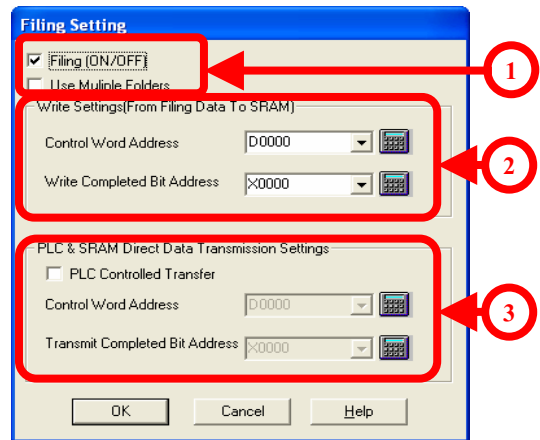 Filing Setting
Filing (ON/OFF)
1
Use Muliple Folders
Write Settings(From Filing Data To SRAM)
Control Word Address D0000
2
Write Completed Bit Address X0000
PLC & SRAM Direct Data Transmission Settings
PLC Controlled Transfer
Control Word Address D0000
3
Transmit Completed Bit Address X0000
OK Cancel Help